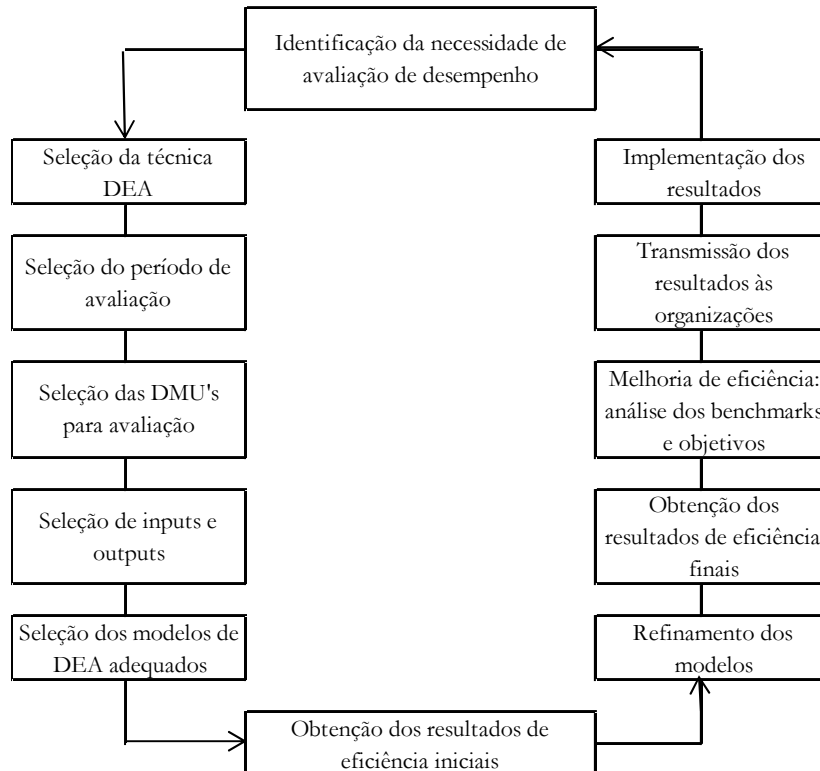 Identificação da necessidade de
avaliação de desempenho
Seleção da técnica
DEA
Seleção do período de
avaliação
Seleção das DMU's
para avaliação
Seleção de inputs e
outputs
Seleção dos modelos de
DEA adequados
Obtenção dos resultados de
eficiência iniciais
Refinamento dos
modelos
Obtenção dos
resultados de eficiência
finais
Melhoria de eficiência:
análise dos benchmarks
e objetivos
Transmissão dos
resultados às
organizações
Implementação dos
resultados